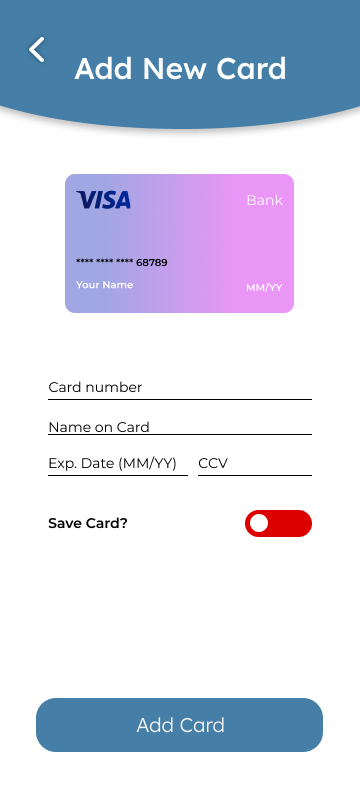 Add New Card
VISA
Bank
**** **** **** 68789
Your Name
MM/YY
Card number
Name on Card
Exp. Date (MM/YY)
CCV
Save Card?
Add Card